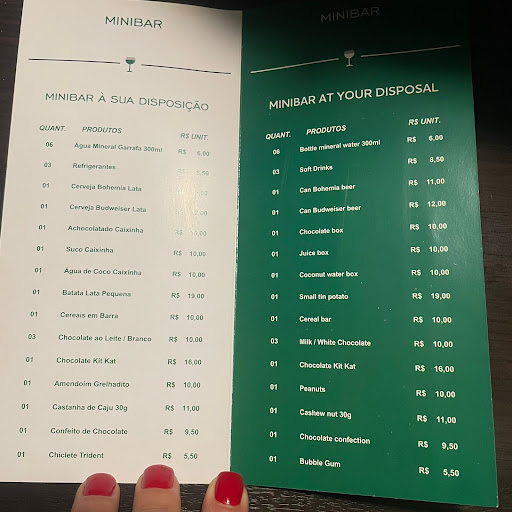 MINIBAR
MINIBAR À SUA DISPOSIÇÃO
QUANT. PRODUTOS R$ UNIT.
06 Água Mineral Garrafa 300ml R$ 6,00
03 Refrigerantes R$ 8,50
01 Cerveja Bohemia Lata
01 Cerveja Budweiser Lata
01 Achocolatado Caixinha R$ 10,00
01 Suco Caixinha R$ 10,00
01 Água de Coco Caixinha R$ 10,00
01 Batata Lata Pequena R$ 19,00
01 Cereais em Barra R$ 10,00
03 Chocolate ao Leite / Branco R$ 10,00
01 Chocolate Kit Kat R$ 16,00
01 Amendoim Grelhadito R$ 10,00
01 Castanha de Caju 30g R$ 11,00
01 Confeito de Chocolate R$ 9,50
01 Chiclete Trident R$ 5,50
MINIBAR
MINIBAR AT YOUR DISPOSAL
QUANT. PRODUTOS R$ UNIT.
06 Bottle mineral water 300ml R$ 6,00
03 Soft Drinks R$ 8,50
01 Can Bohemia beer R$ 11,00
01 Can Budweiser beer R$ 12,00
01 Chocolate box R$ 10,00
01 Juice box R$ 10,00
01 Coconut water box R$ 10,00
01 Small tin potato R$ 19,00
01 Cereal bar R$ 10,00
03 Milk / White Chocolate R$ 10,00
01 Chocolate Kit Kat R$ 16,00
01 Peanuts R$ 10,00
01 Cashew nut 30g R$ 11,00
01 Chocolate confection R$ 9,50
01 Bubble Gum R$ 5,50